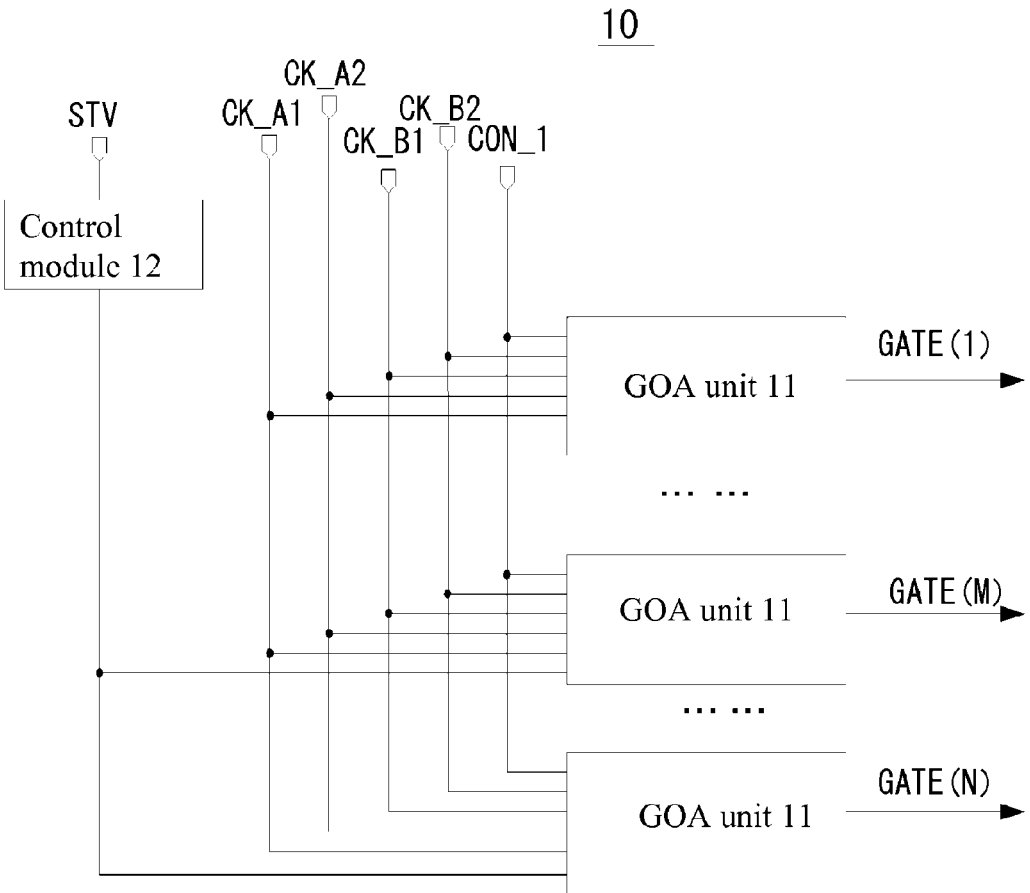 10
CK_A2
STV
CK_A1
CK_B2
CK_B1
CON_1
Control
module 12
GATE(1)
GOA unit 11
... ...
GATE(M)
GOA unit 11
... ...
GATE(N)
GOA unit 11